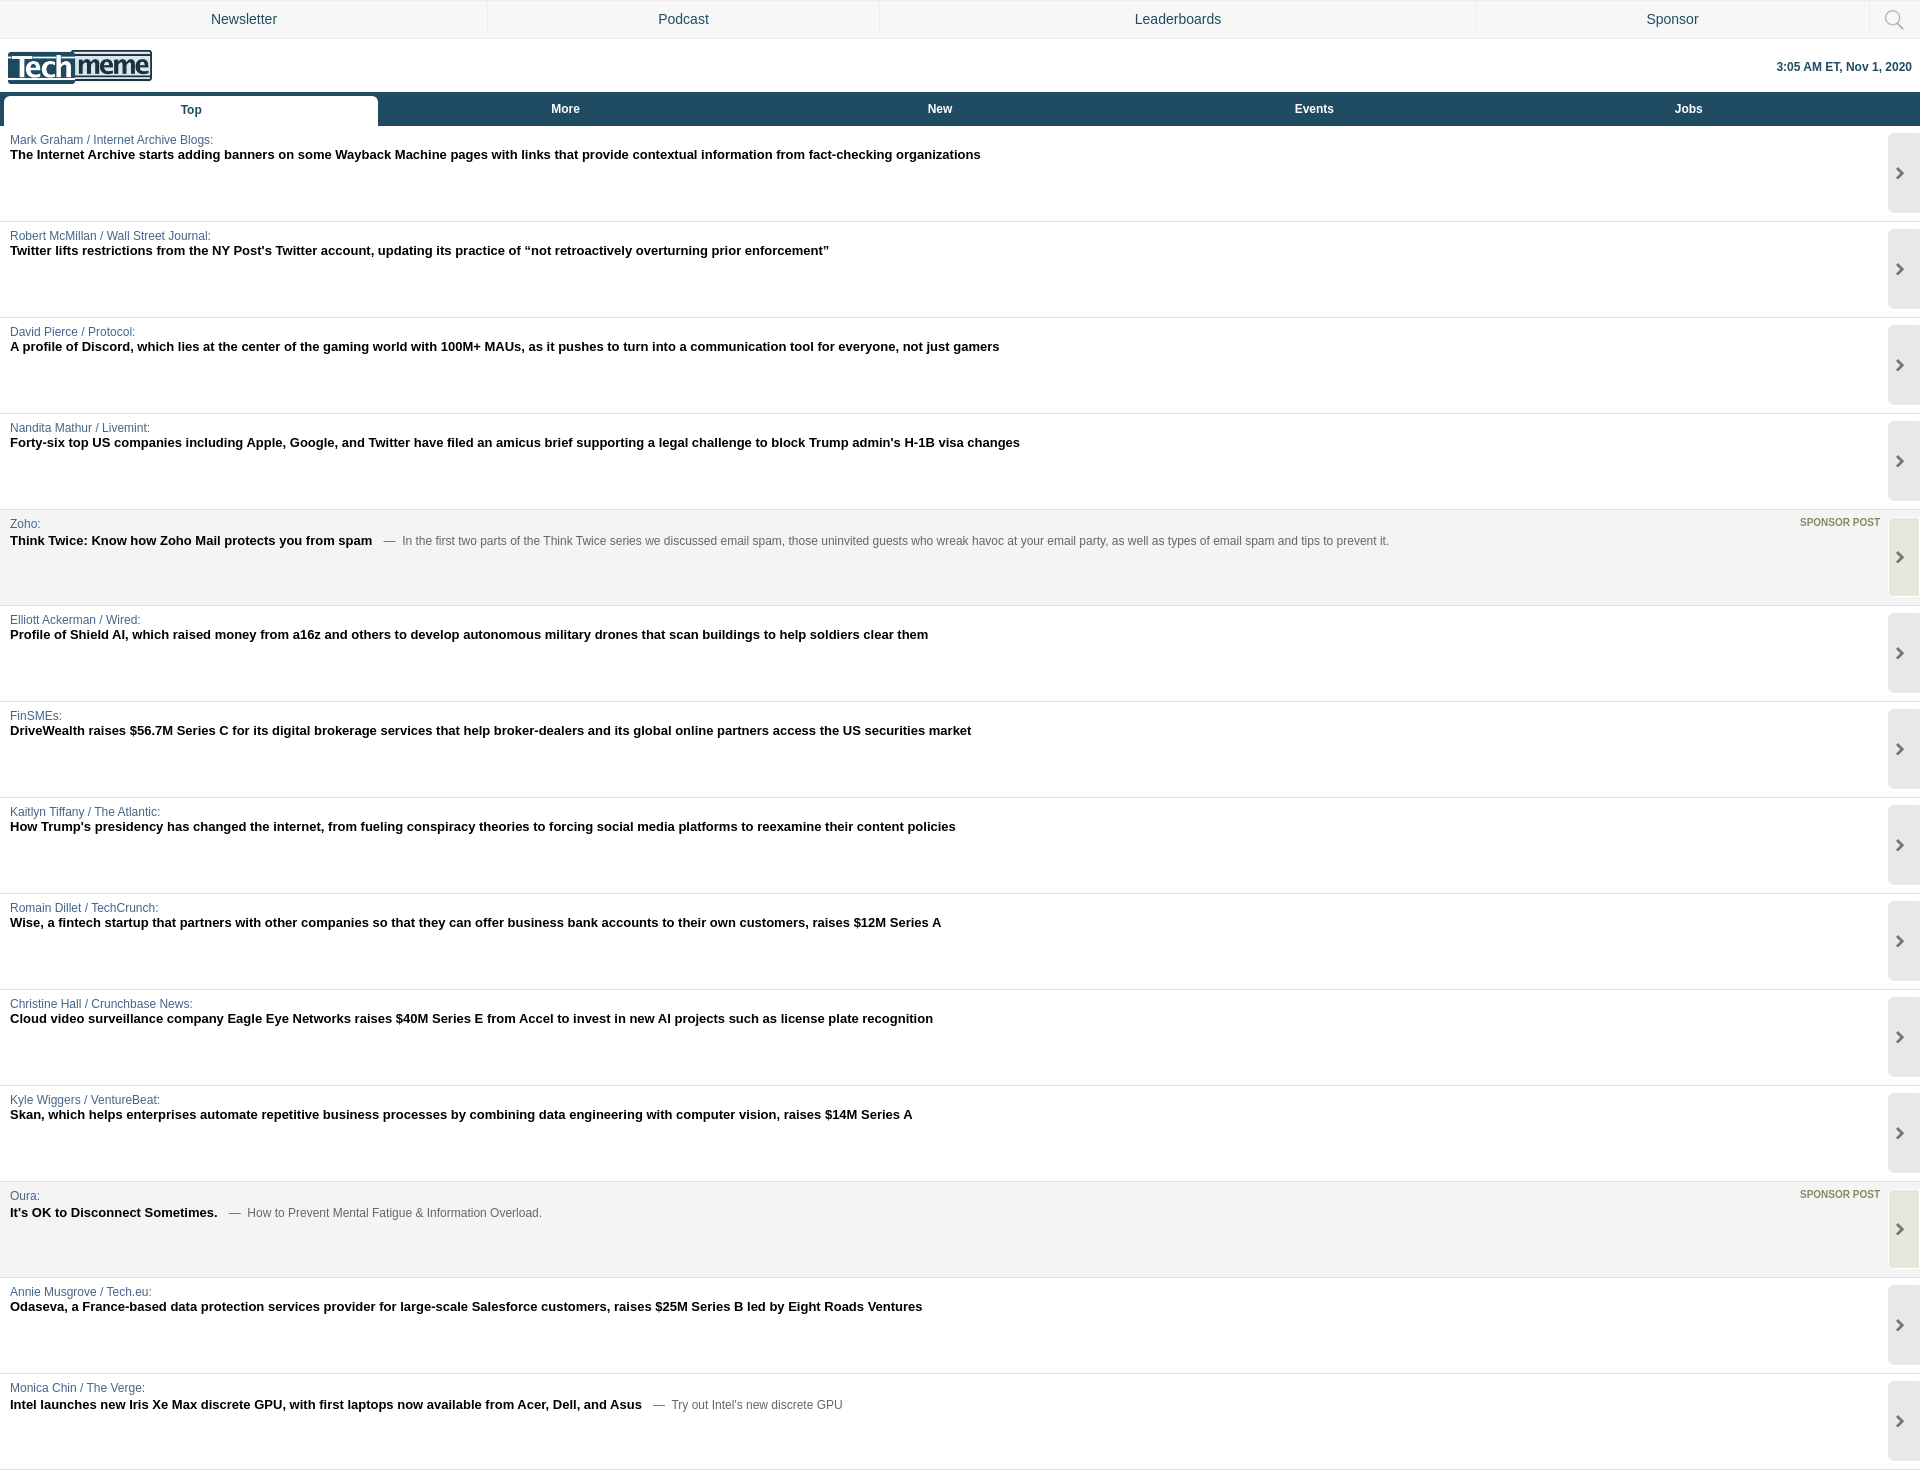 Newsletter
Podcast
Leaderboards
Sponsor
Techmeme
3:05 AM ET, Nov 1, 2020
Top
More
New
Events
Jobs
Mark Graham / Internet Archive Blogs:
The Internet Archive starts adding banners on some Wayback Machine pages with links that provide contextual information from fact-checking organizations
Robert McMillan / Wall Street Journal:
Twitter lifts restrictions from the NY Post's Twitter account, updating its practice of “not retroactively overturning prior enforcement”
David Pierce / Protocol:
A profile of Discord, which lies at the center of the gaming world with 100M+ MAUs, as it pushes to turn into a communication tool for everyone, not just gamers
Nandita Mathur / Livemint:
Forty-six top US companies including Apple, Google, and Twitter have filed an amicus brief supporting a legal challenge to block Trump admin's H-1B visa changes
Zoho:
SPONSOR POST
Think Twice: Know how Zoho Mail protects you from spam — In the first two parts of the Think Twice series we discussed email spam, those uninvited guests who wreak havoc at your email party, as well as types of email spam and tips to prevent it.
Elliott Ackerman / Wired:
Profile of Shield AI, which raised money from a16z and others to develop autonomous military drones that scan buildings to help soldiers clear them
FinSMEs:
DriveWealth raises $56.7M Series C for its digital brokerage services that help broker-dealers and its global online partners access the US securities market
Kaitlyn Tiffany / The Atlantic:
How Trump's presidency has changed the internet, from fueling conspiracy theories to forcing social media platforms to reexamine their content policies
Romain Dillet / TechCrunch:
Wise, a fintech startup that partners with other companies so that they can offer business bank accounts to their own customers, raises $12M Series A
Christine Hall / Crunchbase News:
Cloud video surveillance company Eagle Eye Networks raises $40M Series E from Accel to invest in new AI projects such as license plate recognition
Kyle Wiggers / VentureBeat:
Skan, which helps enterprises automate repetitive business processes by combining data engineering with computer vision, raises $14M Series A
Oura:
SPONSOR POST
It's OK to Disconnect Sometimes. — How to Prevent Mental Fatigue & Information Overload.
Annie Musgrove / Tech.eu:
Odaseva, a France-based data protection services provider for large-scale Salesforce customers, raises $25M Series B led by Eight Roads Ventures
Monica Chin / The Verge:
Intel launches new Iris Xe Max discrete GPU, with first laptops now available from Acer, Dell, and Asus — Try out Intel's new discrete GPU